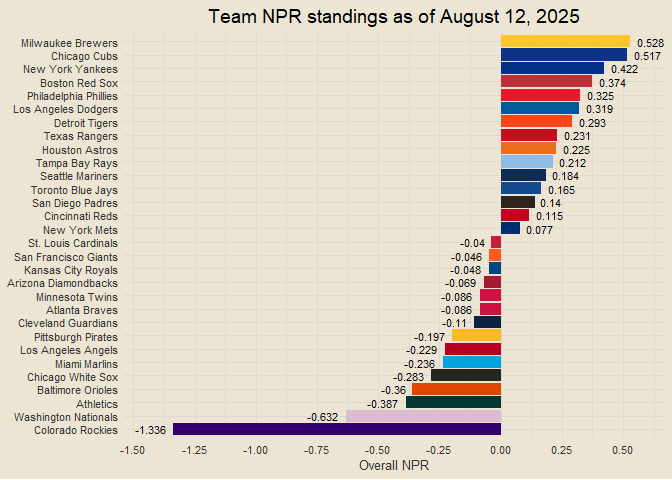 Team NPR standings as of August 12, 2025
Milwaukee Brewers 0.528
Chicago Cubs 0.517
New York Yankees 0.422
Boston Red Sox 0.374
Philadelphia Phillies 0.325
Los Angeles Dodgers 0.319
Detroit Tigers 0.293
Texas Rangers 0.231
Houston Astros 0.225
Tampa Bay Rays 0.212
Seattle Mariners 0.184
Toronto Blue Jays 0.165
San Diego Padres 0.14
Cincinnati Reds 0.115
New York Mets 0.077
St. Louis Cardinals -0.04
San Francisco Giants -0.046
Kansas City Royals -0.048
Arizona Diamondbacks -0.069
Minnesota Twins -0.086
Atlanta Braves -0.086
Cleveland Guardians -0.11
Pittsburgh Pirates -0.197
Los Angeles Angels -0.229
Miami Marlins -0.236
Chicago White Sox -0.283
Baltimore Orioles -0.36
Athletics -0.387
Washington Nationals -0.632
Colorado Rockies -1.336
-1.50 -1.25 -1.00 -0.75 -0.50 -0.25 0.00 0.25 0.50
Overall NPR